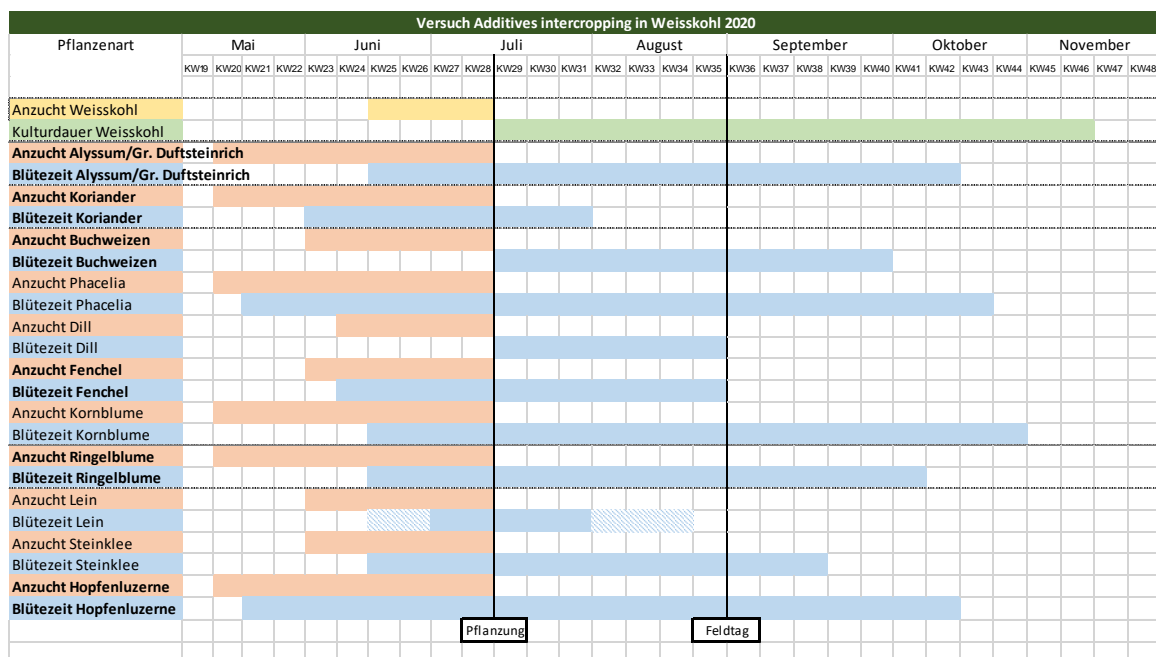 Versuch Additives intercropping in Weisskohl 2020
Pflanzenart Mai Juni Juli August September Oktober November
KW19 KW20 KW21 KW22 KW23 KW24 KW25 KW26 KW27 KW28 KW29 KW30 KW31 KW32 KW33 KW34 KW35 KW36 KW37 KW38 KW39 KW40 KW41 KW42 KW43 KW44 KW45 KW46 KW47 KW48
Anzucht Weisskohl
Kulturdauer Weisskohl
Anzucht Alyssum/Gr. Duftsteinrich
Blütezeit Alyssum/Gr. Duftsteinrich
Anzucht Koriander
Blütezeit Koriander
Anzucht Buchweizen
Blütezeit Buchweizen
Anzucht Phacelia
Blütezeit Phacelia
Anzucht Dill
Blütezeit Dill
Anzucht Fenchel
Blütezeit Fenchel
Anzucht Kornblume
Blütezeit Kornblume
Anzucht Ringelblume
Blütezeit Ringelblume
Anzucht Lein
Blütezeit Lein
Anzucht Steinklee
Blütezeit Steinklee
Anzucht Hopfenluzerne
Blütezeit Hopfenluzerne
Pflanzung Feldtag